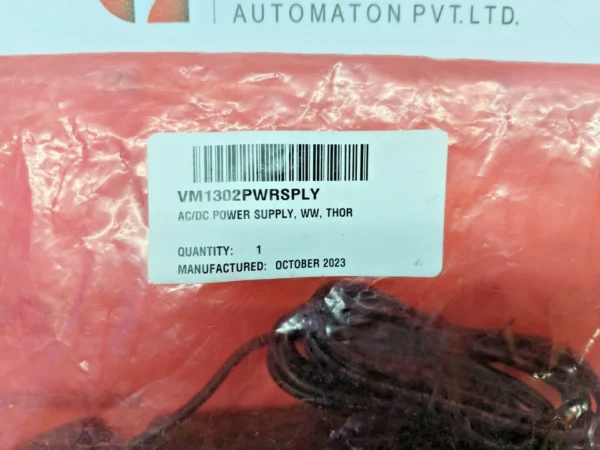 AUTOMATON PVT.LTD.
VM1302PWRSPLY
AC/DC POWER SUPPLY, WW, THOR
QUANTITY: 1
MANUFACTURED: OCTOBER 2023